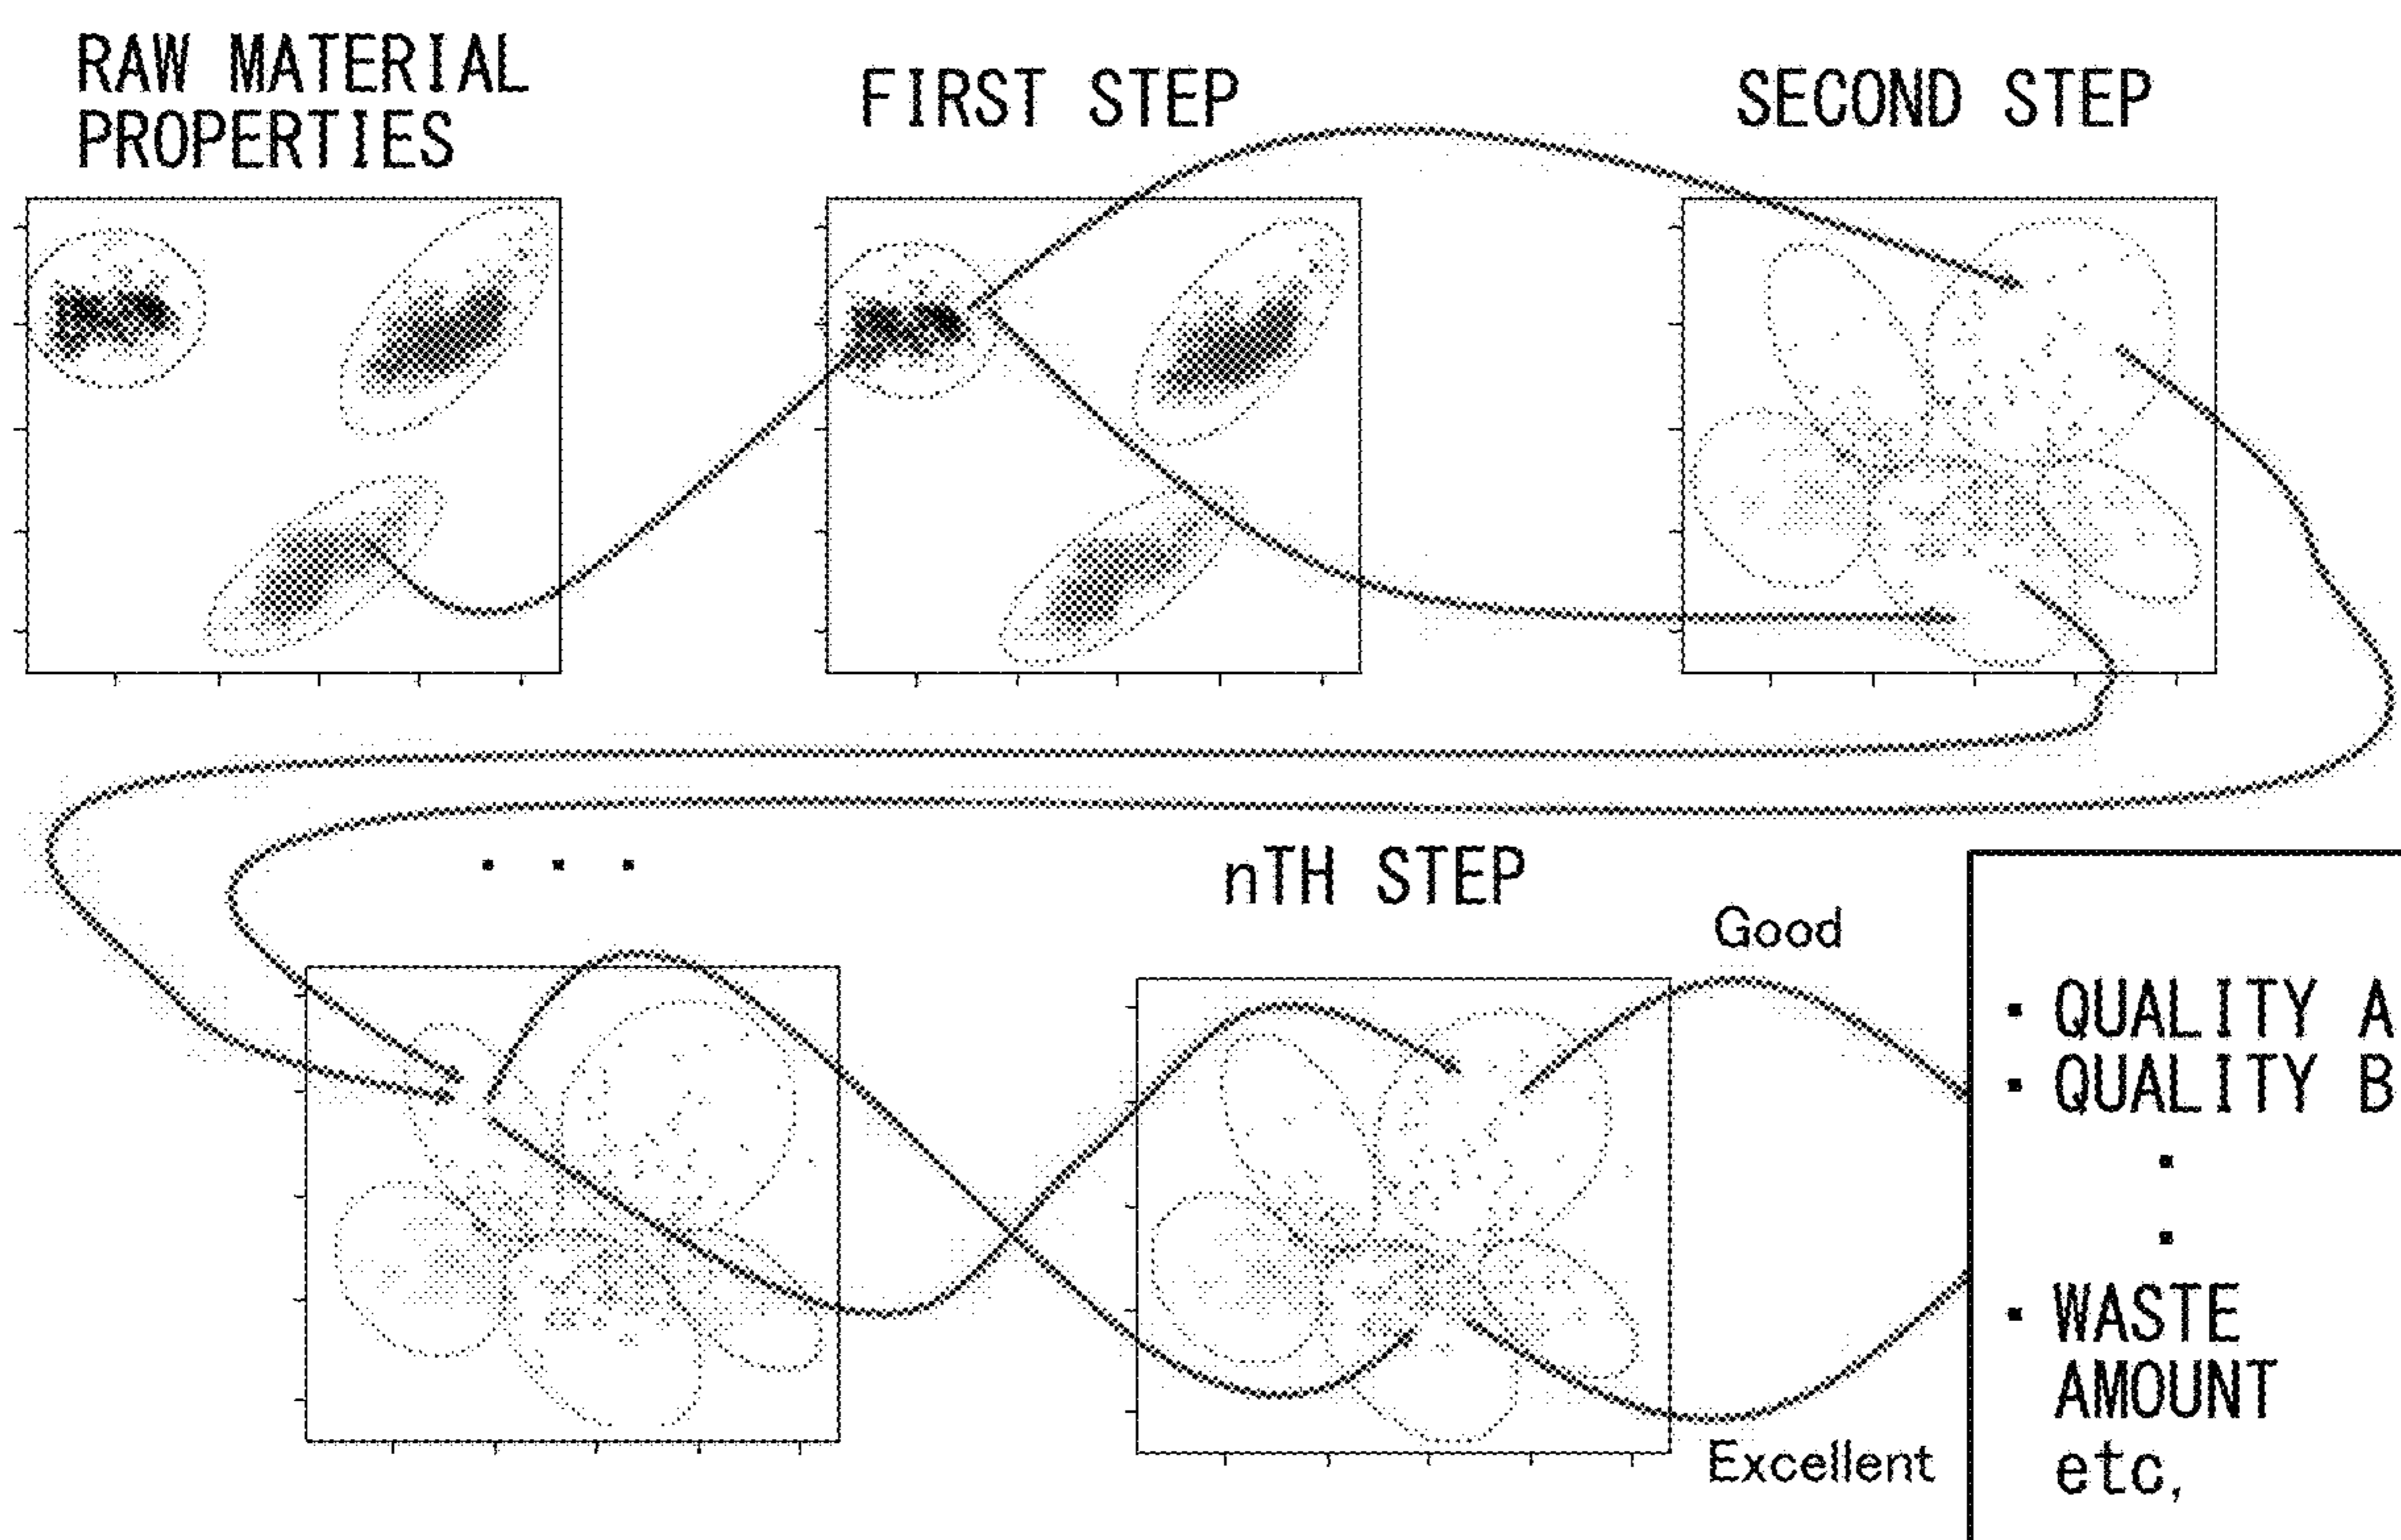 RAW MATERIAL
PROPERTIES
FIRST STEP
SECOND STEP
. . .
nTH STEP
Good
・QUALITY A
・QUALITY B
・
・
・WASTE
AMOUNT
etc,
Excellent